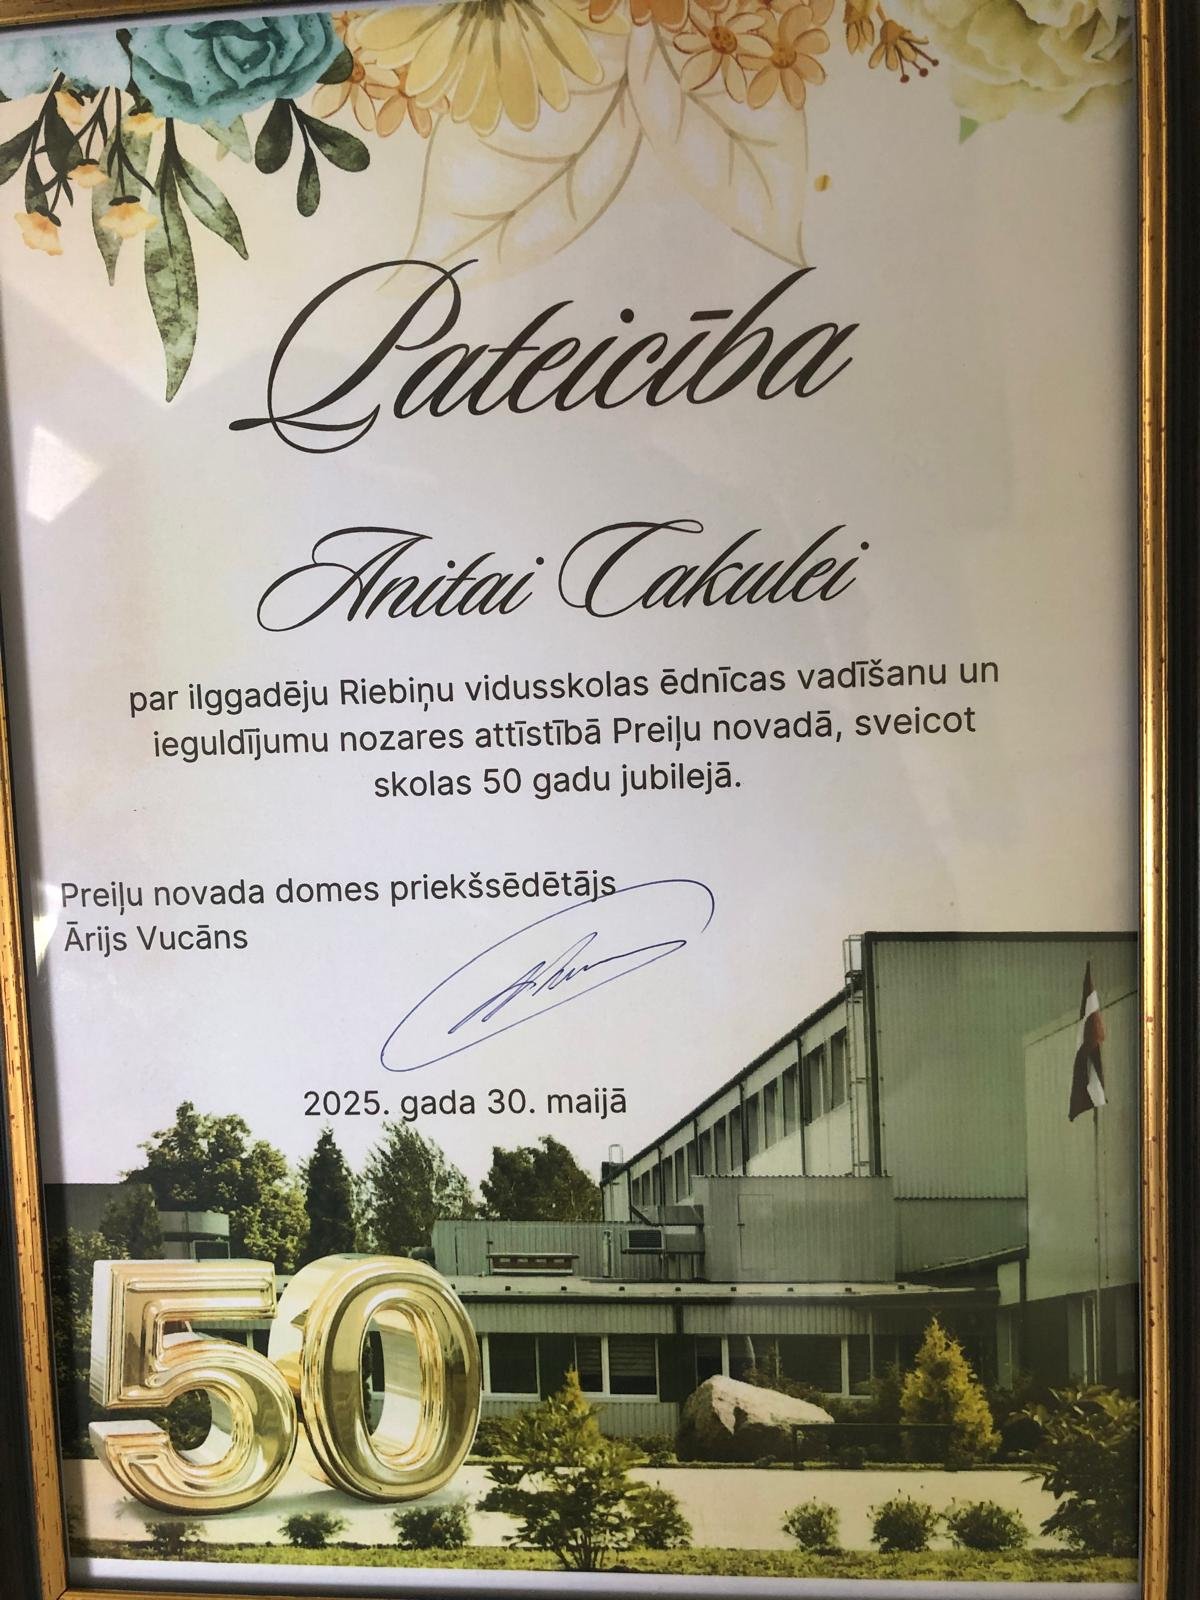 Pateicība
Anitai Cakulei
par ilggadēju Riebiņu vidusskolas ēdnīcas vadīšanu un
ieguldījumu nozares attīstībā Preiļu novadā, sveicot
skolas 50 gadu jubilejā.
Preiļu novada domes priekšsēdētājs
Ārijs Vucāns
2025. gada 30. maijā
50